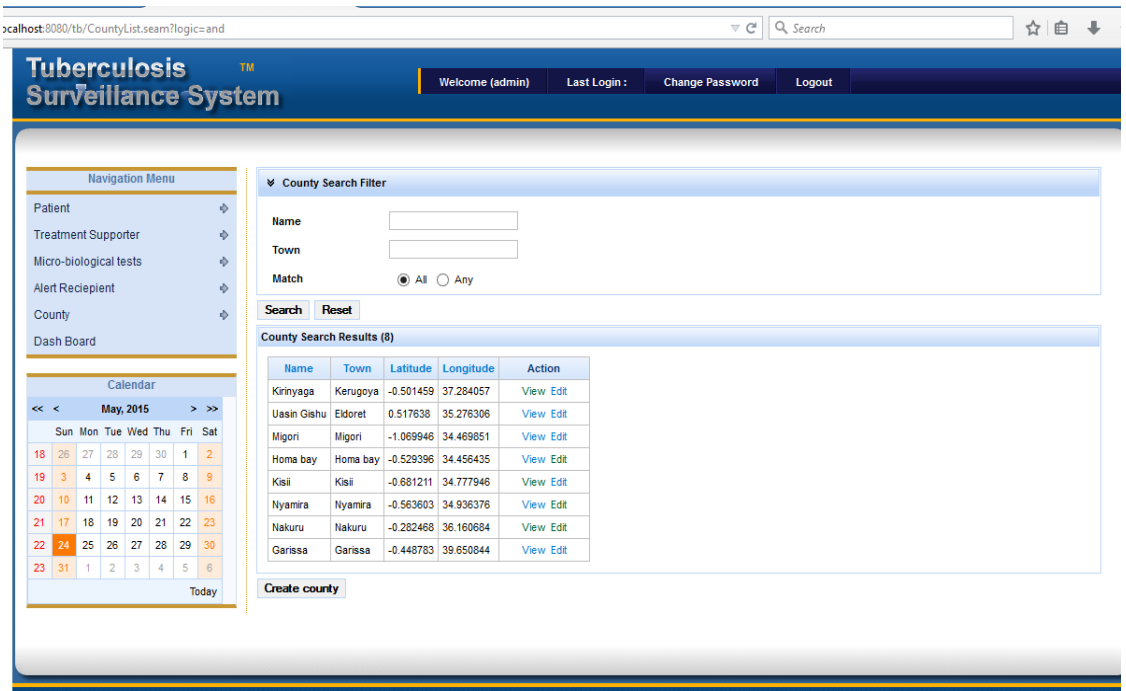 ocalhost:8080/tb/CountyList.seam?logic=and
Search
Tuberculosis TM
Surveillance System
Welcome (admin) Last Login : Change Password Logout
Navigation Menu
Patient
Treatment Supporter
Micro-biological tests
Alert Reciepient
County
Dash Board
Calendar
<< < May, 2015 > >>
Sun Mon Tue Wed Thu Fri Sat
18 26 27 28 29 30 1 2
19 3 4 5 6 7 8 9
20 10 11 12 13 14 15 16
21 17 18 19 20 21 22 23
22 24 25 26 27 28 29 30
23 31 1 2 3 4 5 6
Today
County Search Filter
Name
Town
Match All Any
Search Reset
County Search Results (8)
Name Town Latitude Longitude Action
Kirinyaga Kerugoya -0.501459 37.284057 View Edit
Uasin Gishu Eldoret 0.517638 35.276306 View Edit
Migori Migori -1.069946 34.469851 View Edit
Homa bay Homa bay -0.529396 34.456435 View Edit
Kisii Kisii -0.681211 34.777946 View Edit
Nyamira Nyamira -0.563603 34.936376 View Edit
Nakuru Nakuru -0.282468 36.160684 View Edit
Garissa Garissa -0.448783 39.650844 View Edit
Create county